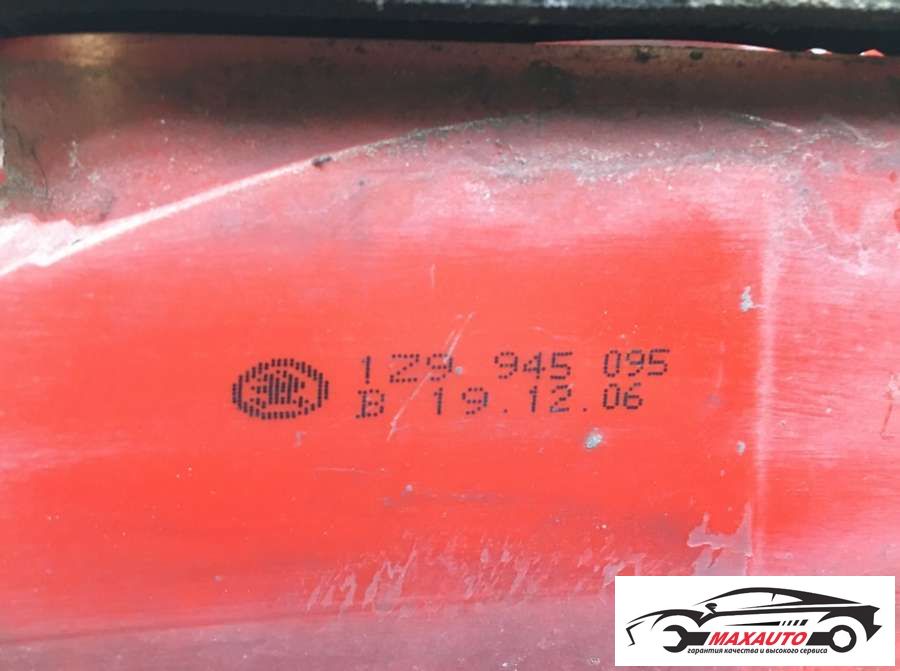 1Z9 945 095
B 19.12.06
MAXAUTO
гарантия качества и высокого сервиса